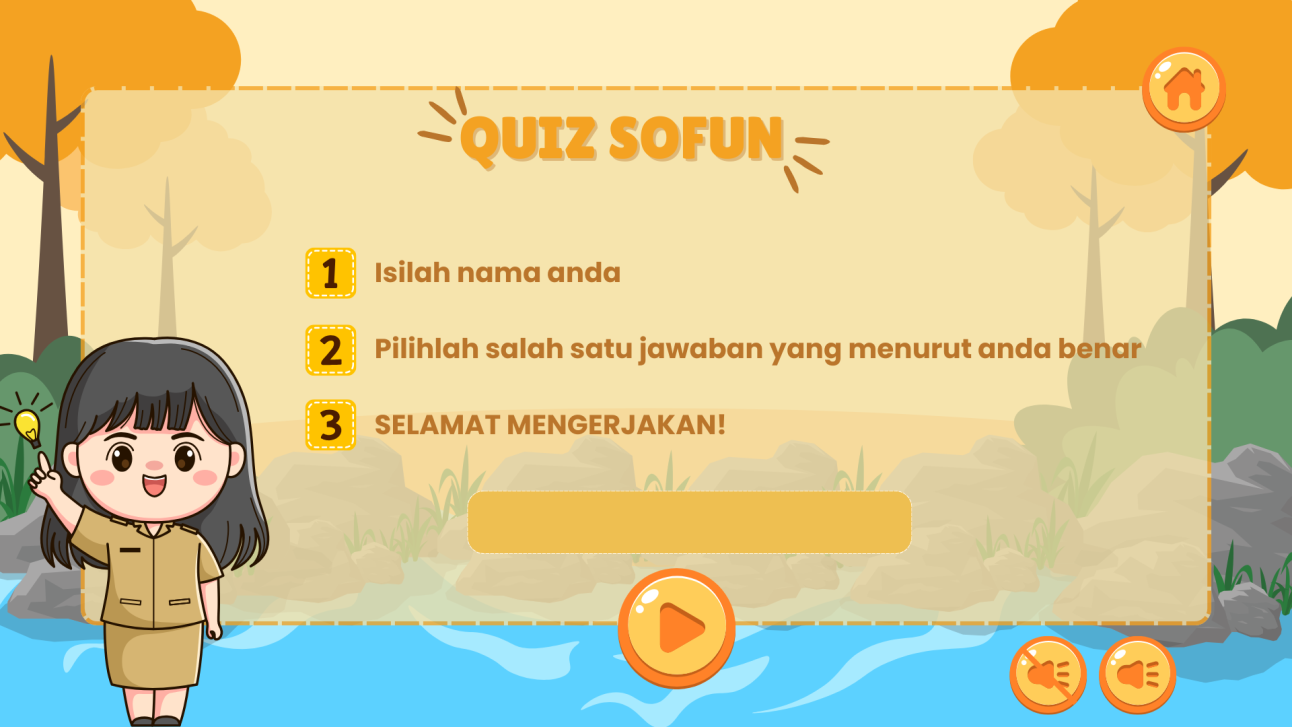 QUIZ SOFUN
1 Isilah nama anda
2 Pilihlah salah satu jawaban yang menurut anda benar
3 SELAMAT MENGERJAKAN!